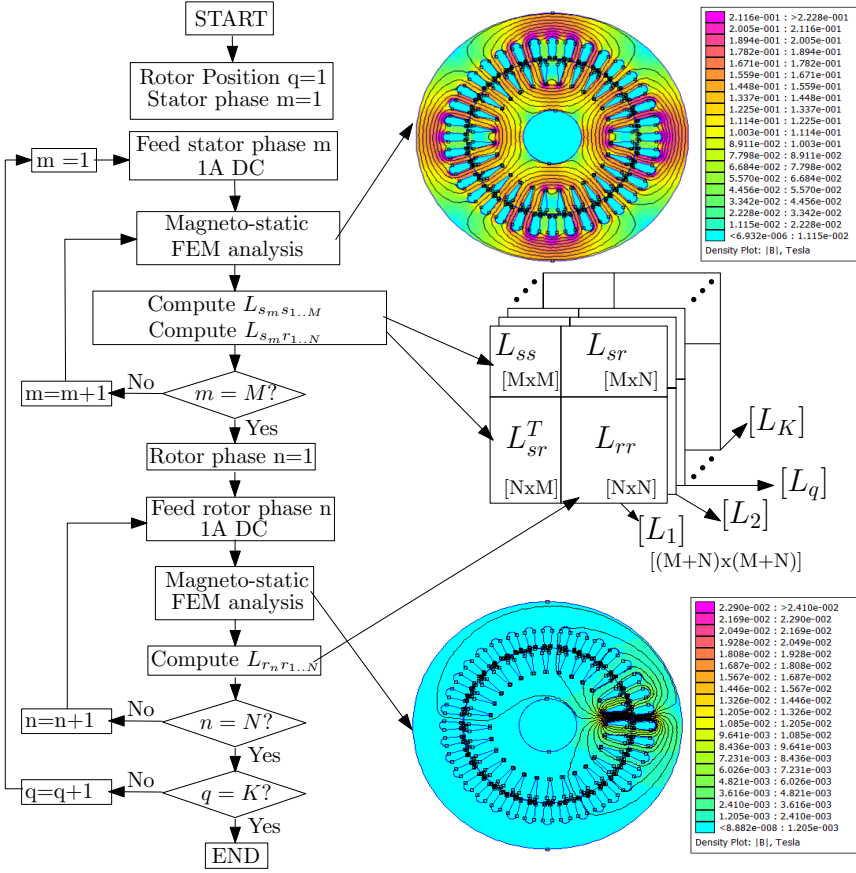 START
Rotor Position q=1
Stator phase m=1
Feed stator phase m
1A DC
m =1
Magneto-static
FEM analysis
Compute L_{s_m s_{1..M}}
Compute L_{s_m r_{1..N}}
m = M?
No
m=m+1
Yes
Rotor phase n=1
Feed rotor phase n
1A DC
Magneto-static
FEM analysis
Compute L_{r_n r_{1..N}}
n = N?
No
n=n+1
Yes
q = K?
No
q=q+1
Yes
END
2.116e-001 : >2.228e-001
2.005e-001 : 2.116e-001
1.894e-001 : 2.005e-001
1.782e-001 : 1.894e-001
1.671e-001 : 1.782e-001
1.559e-001 : 1.671e-001
1.448e-001 : 1.559e-001
1.337e-001 : 1.448e-001
1.225e-001 : 1.337e-001
1.114e-001 : 1.225e-001
1.003e-001 : 1.114e-001
8.911e-002 : 1.003e-001
7.798e-002 : 8.911e-002
6.684e-002 : 7.798e-002
5.570e-002 : 6.684e-002
4.456e-002 : 5.570e-002
3.342e-002 : 4.456e-002
2.228e-002 : 3.342e-002
1.115e-002 : 2.228e-002
<6.932e-006 : 1.115e-002
Density Plot: |B|, Tesla
L_{ss}
[MxM]
L_{sr}
[MxN]
L_{sr}^T
[NxM]
L_{rr}
[NxN]
[L_K]
[L_q]
[L_2]
[L_1]
[(M+N)x(M+N)]
2.290e-002 : >2.410e-002
2.169e-002 : 2.290e-002
2.049e-002 : 2.169e-002
1.928e-002 : 2.049e-002
1.808e-002 : 1.928e-002
1.687e-002 : 1.808e-002
1.567e-002 : 1.687e-002
1.446e-002 : 1.567e-002
1.326e-002 : 1.446e-002
1.205e-002 : 1.326e-002
1.085e-002 : 1.205e-002
9.641e-003 : 1.085e-002
8.436e-003 : 9.641e-003
7.231e-003 : 8.436e-003
6.026e-003 : 7.231e-003
4.821e-003 : 6.026e-003
3.616e-003 : 4.821e-003
2.410e-003 : 3.616e-003
1.205e-003 : 2.410e-003
<8.882e-008 : 1.205e-003
Density Plot: |B|, Tesla